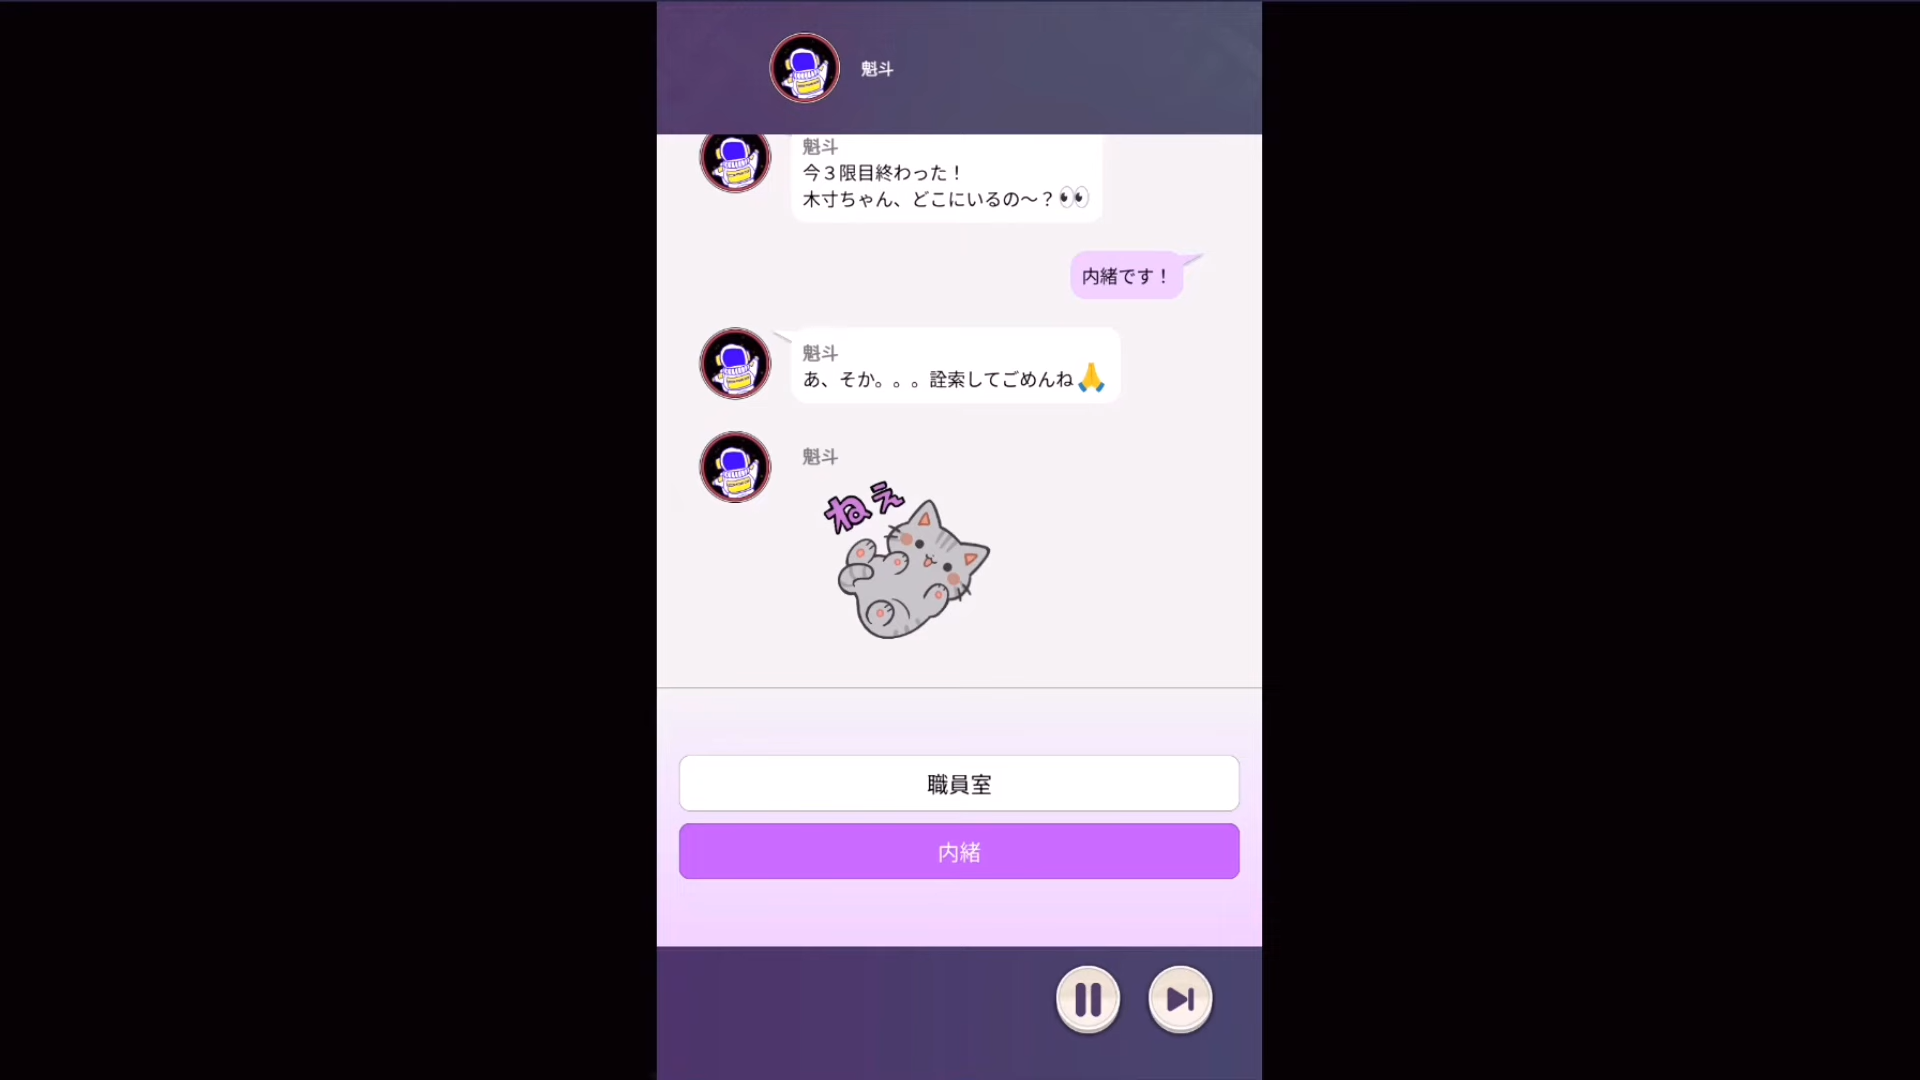 魁斗
魁斗
今３限目終わった！
木寸ちゃん、どこにいるの～？👀
内緒です！
魁斗
あ、そか。。。詮索してごめんね🙏
魁斗
ねぇ
職員室
内緒